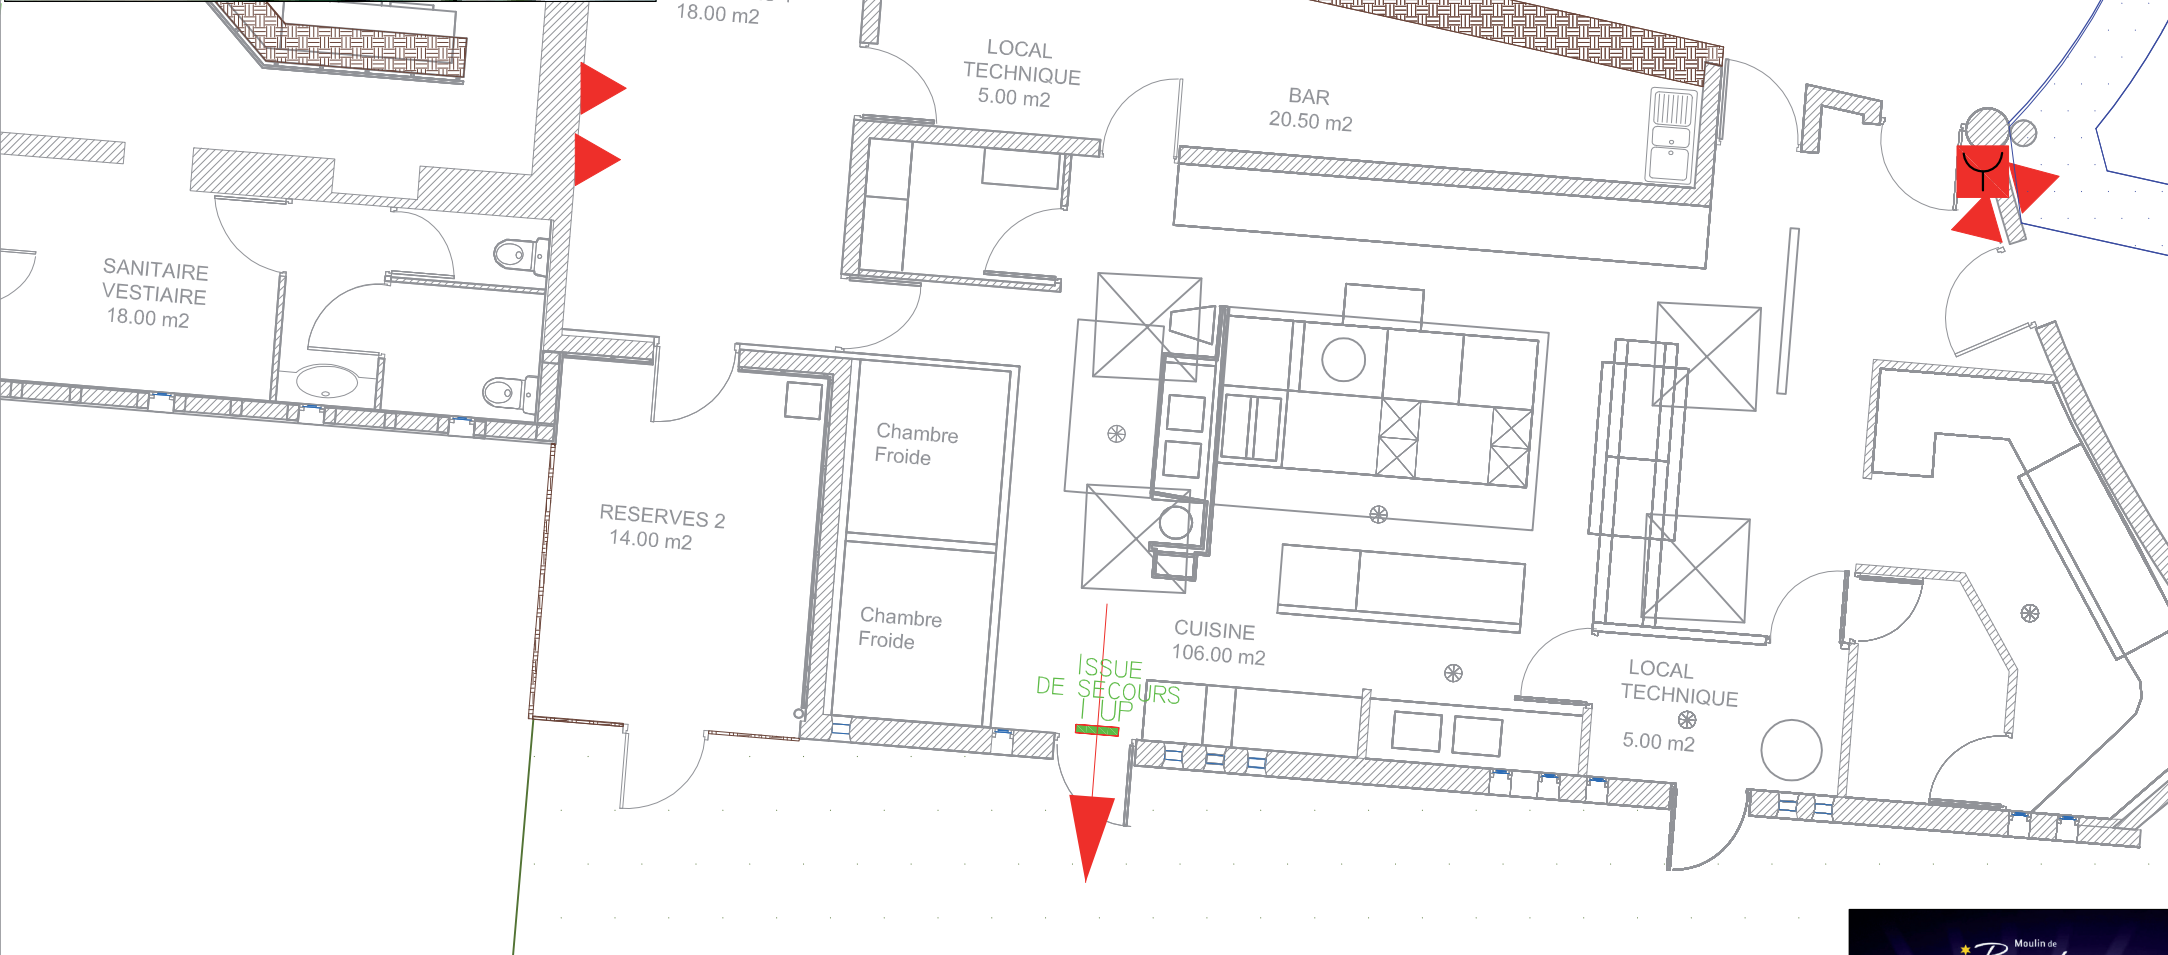 18.00 m2
LOCAL
TECHNIQUE
5.00 m2
BAR
20.50 m2
SANITAIRE
VESTIAIRE
18.00 m2
Chambre
Froide
RESERVES 2
14.00 m2
Chambre
Froide
CUISINE
106.00 m2
ISSUE
DE SECOURS
1 UP
LOCAL
TECHNIQUE
5.00 m2
Moulin de